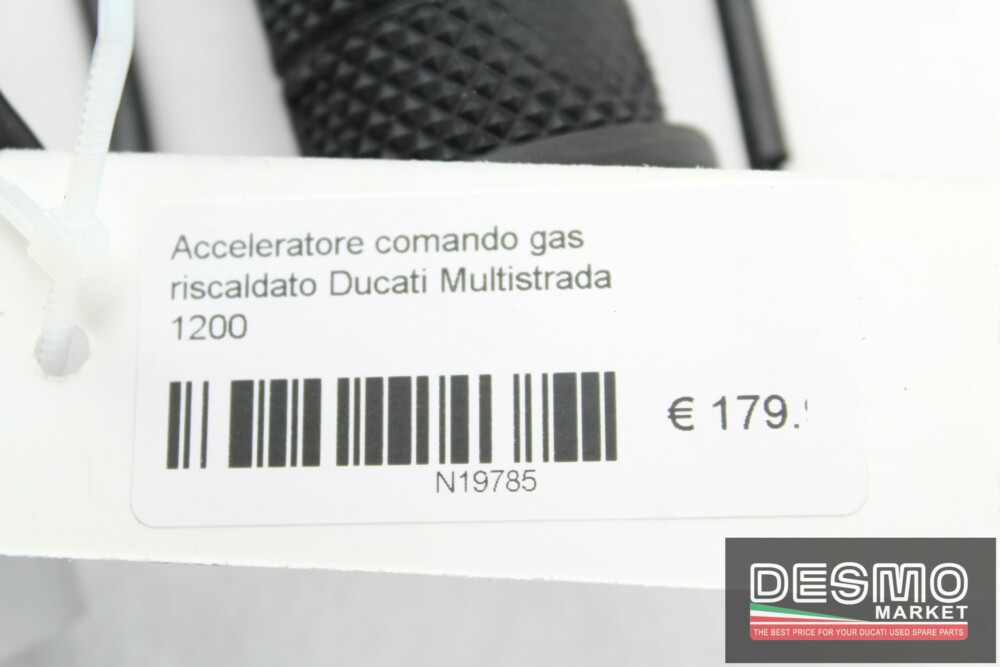 Acceleratore comando gas
riscaldato Ducati Multistrada
1200
€ 179.
N19785
DESMO
MARKET
THE BEST PRICE FOR YOUR DUCATI USED SPARE PARTS